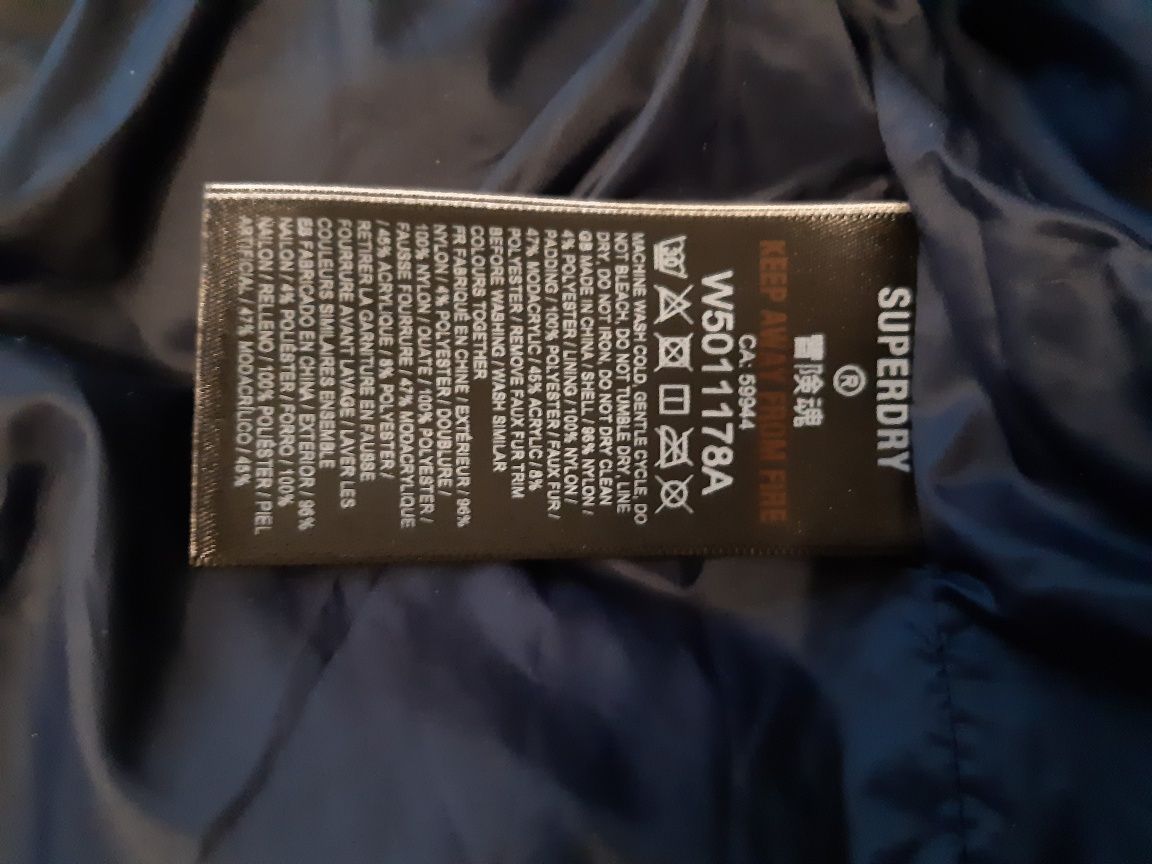 SUPERDRY
®
冒険魂
KEEP AWAY FROM FIRE
CA: 59944
W5011178A
MACHINE WASH COLD, GENTLE CYCLE, DO
NOT BLEACH, DO NOT TUMBLE DRY, LINE
DRY, DO NOT IRON, DO NOT DRY CLEAN
GB MADE IN CHINA / SHELL / 96% NYLON /
4% POLYESTER / LINING / 100% NYLON /
PADDING / 100% POLYESTER / FAUX FUR /
47% MODACRYLIC / 45% ACRYLIC / 8%
POLYESTER / REMOVE FAUX FUR TRIM
BEFORE WASHING / WASH SIMILAR
COLOURS TOGETHER
FR FABRIQUÉ EN CHINE / EXTÉRIEUR / 96%
NYLON / 4% POLYESTER / DOUBLURE /
100% NYLON / OUATE / 100% POLYESTER /
FAUSSE FOURRURE / 47% MODACRYLIQUE
/ 45% ACRYLIQUE / 8% POLYESTER /
RETIRER LA GARNITURE EN FAUSSE
FOURRURE AVANT LAVAGE / LAVER LES
COULEURS SIMILAIRES ENSEMBLE
ES FABRICADO EN CHINA / EXTERIOR / 96%
NAILON / 4% POLIÉSTER / FORRO / 100%
NAILON / RELLENO / 100% POLIÉSTER / PIEL
ARTIFICIAL / 47% MODACRÍLICO / 45%